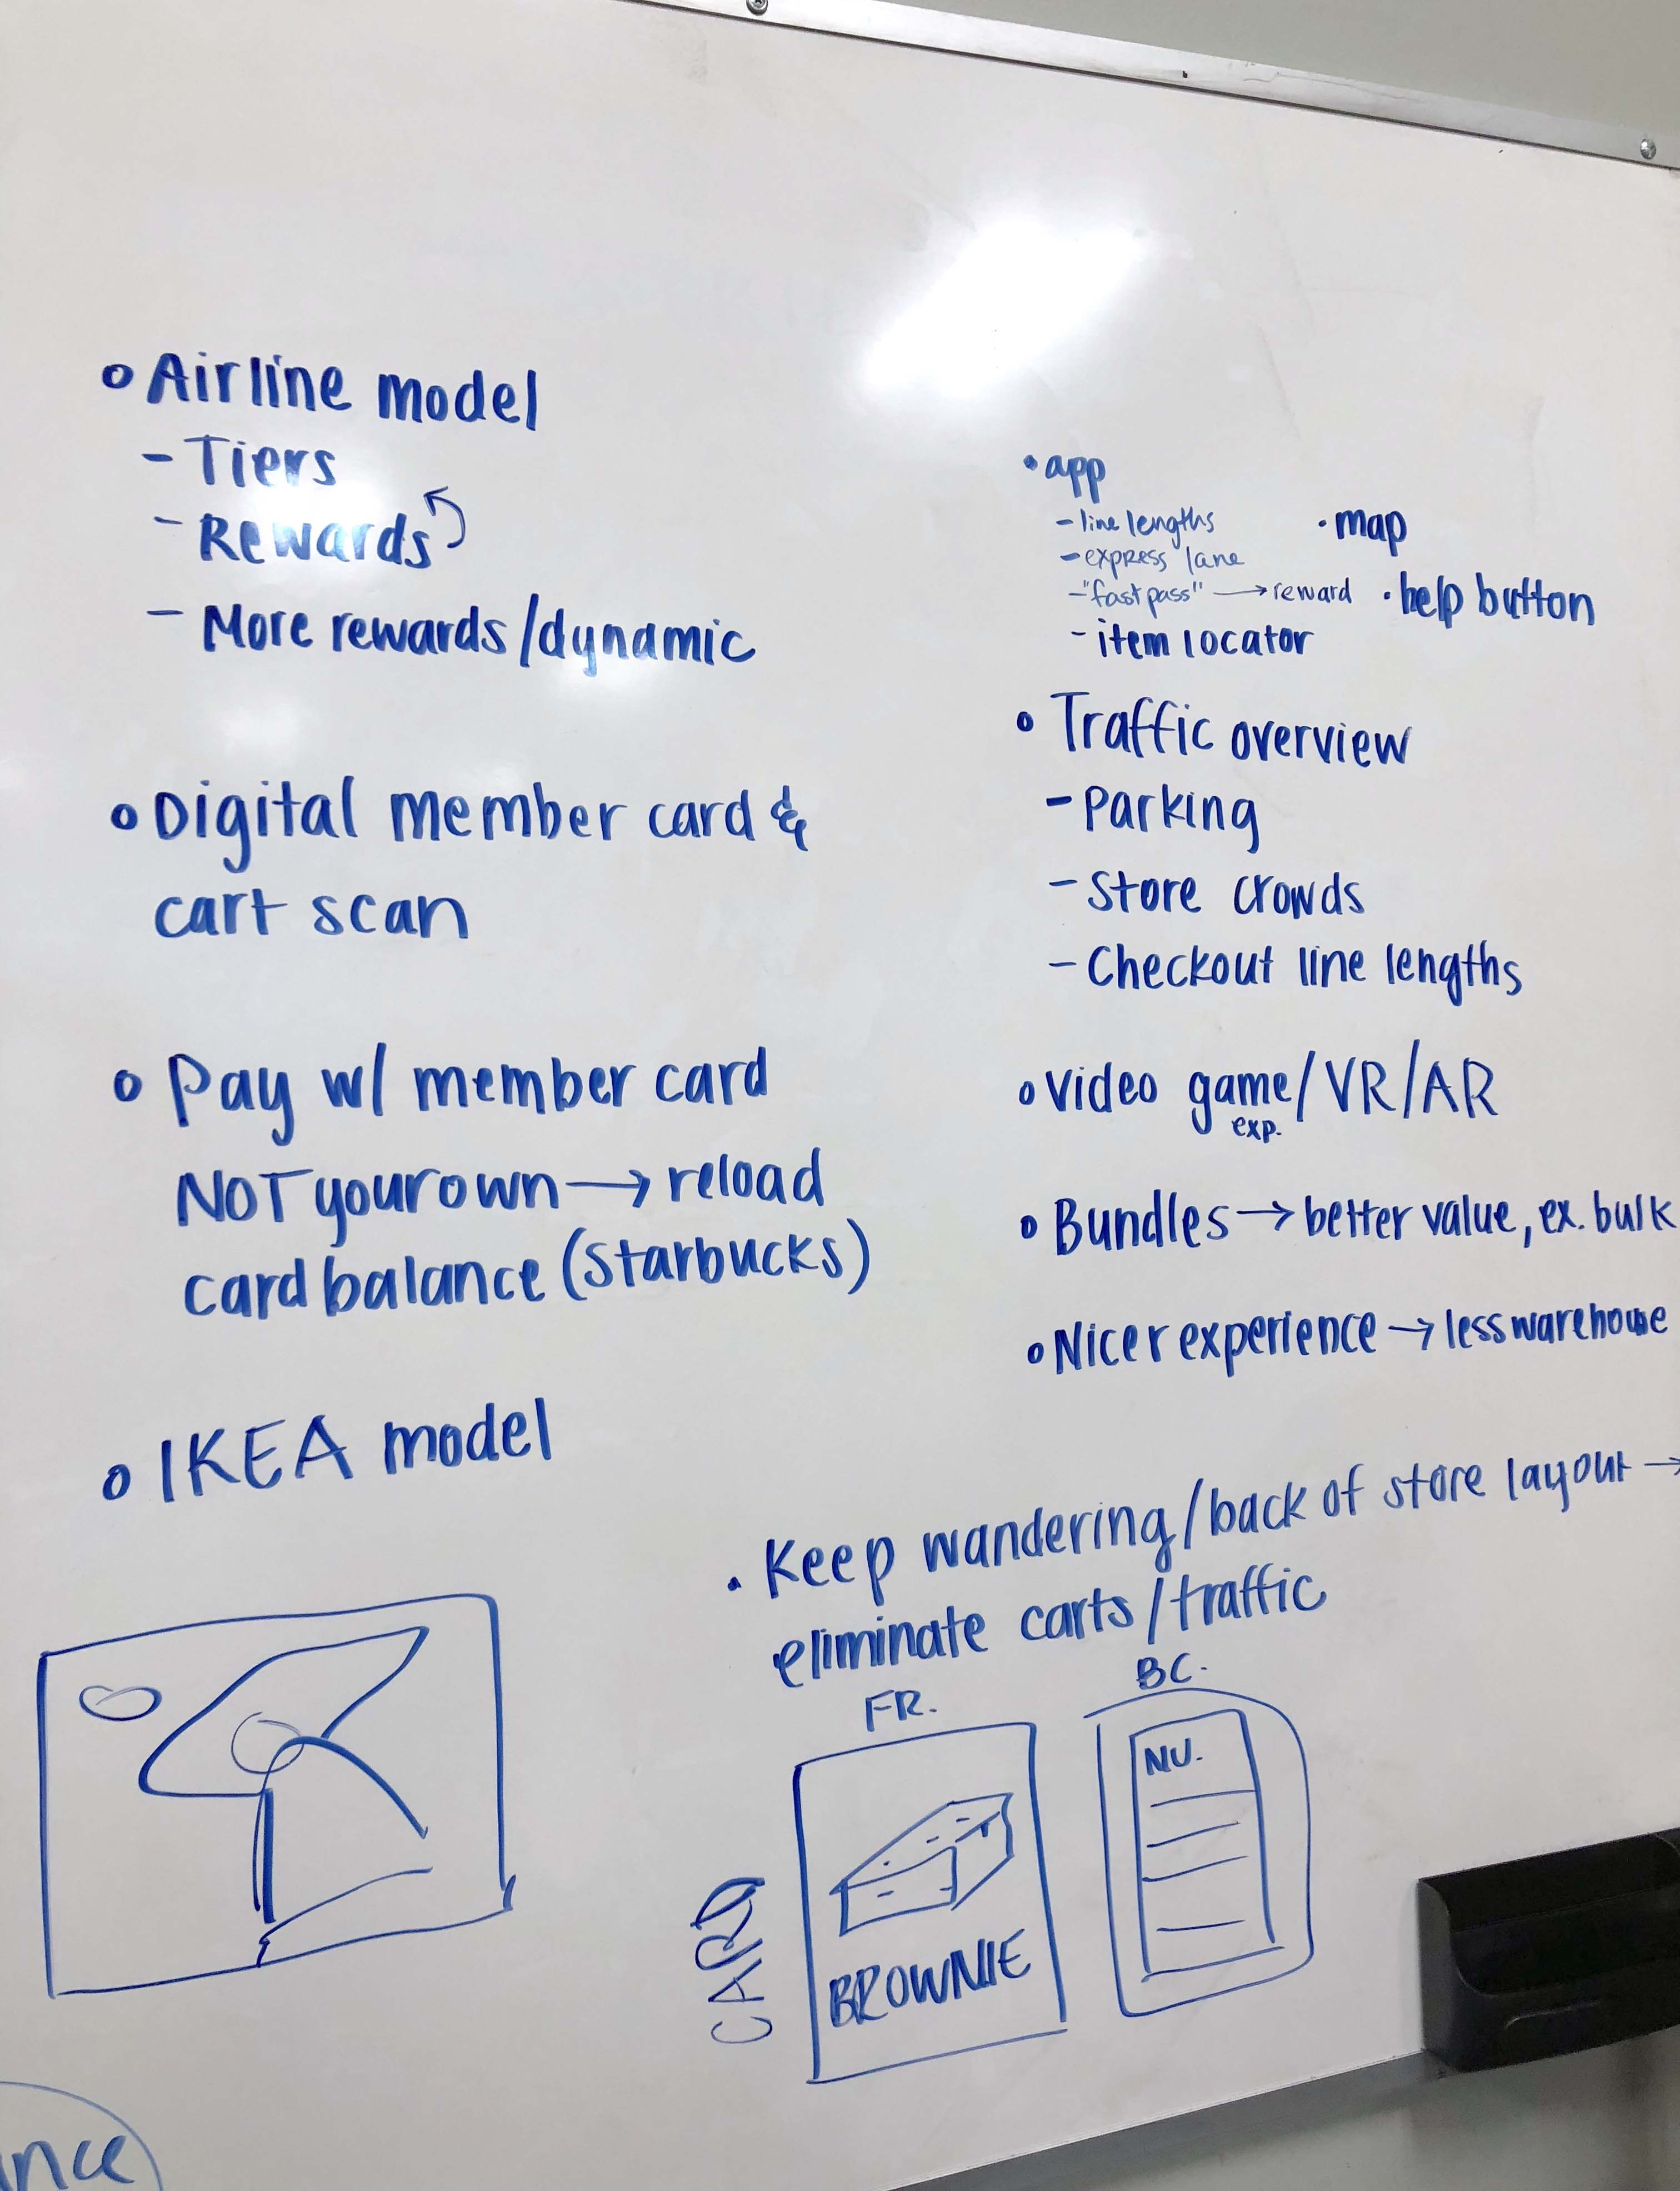 o Airline model
- Tiers
- Rewards
- More rewards/dynamic
o Digital member card &
cart scan
o Pay w/ member card
NOT your own → reload
card balance (Starbucks)
o IKEA model
• app
- line lengths
- express lane
- "fast pass" → reward
- item locator
• map
• help button
o Traffic overview
- Parking
- Store crowds
- Checkout line lengths
o Video game/VR/AR
exp.
o Bundles → better value, ex. bulk
o Nicer experience → less warehouse
• Keep wandering/back of store layout →
eliminate carts/traffic
FR.
BC.
CARD
BROWNIE
NU.